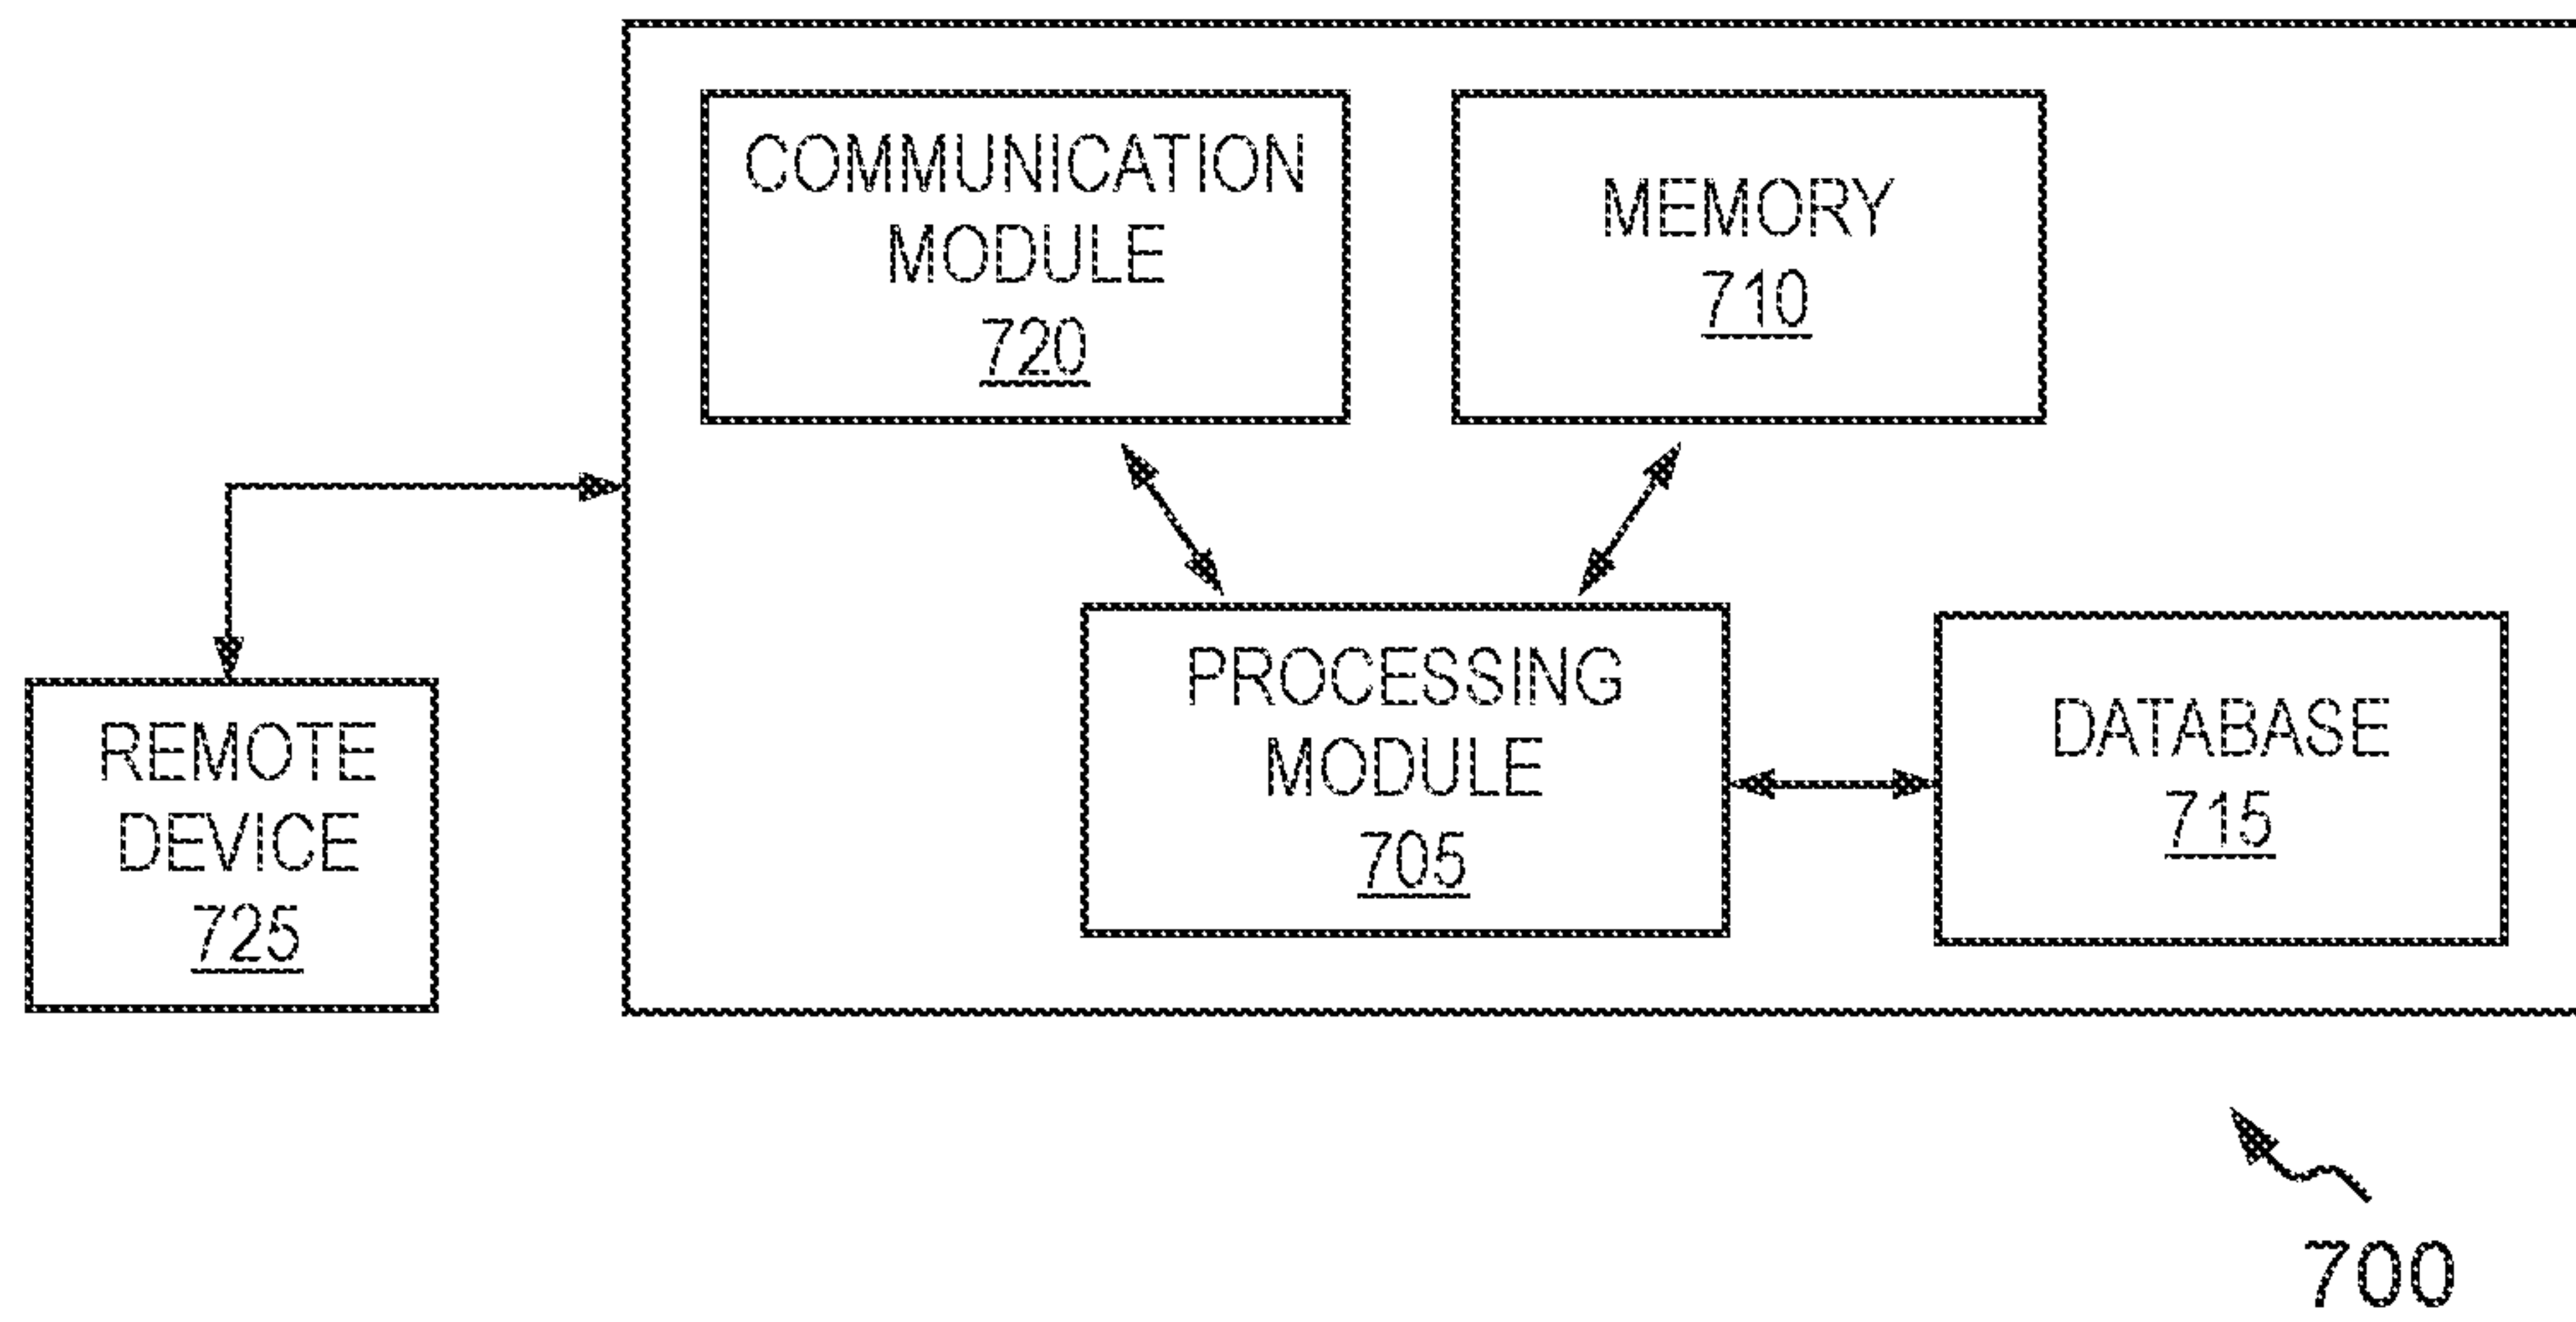 COMMUNICATION
MODULE
720
MEMORY
710
PROCESSING
MODULE
705
DATABASE
715
REMOTE
DEVICE
725
700